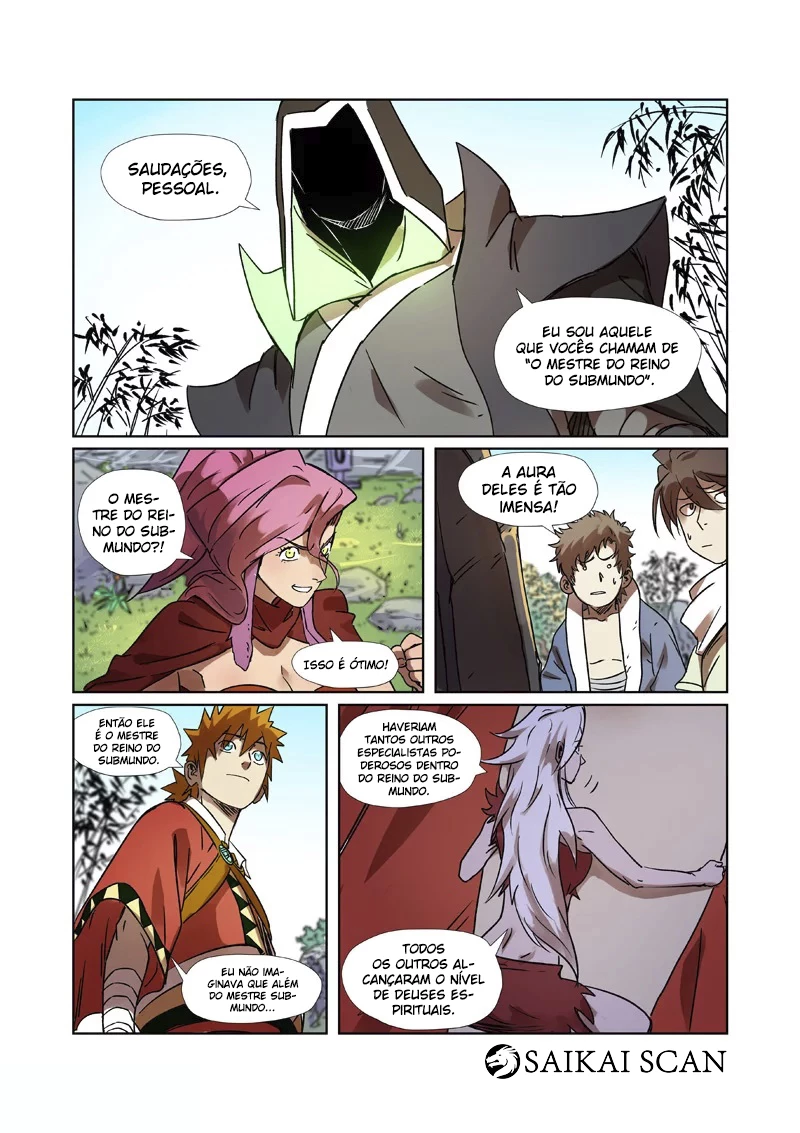 SAUDAÇÕES,
PESSOAL.
EU SOU AQUELE
QUE VOCÊS CHAMAM DE
"O MESTRE DO REINO
DO SUBMUNDO".
O MES-
TRE DO REI-
NO DO SUB-
MUNDO?!
ISSO É ÓTIMO!
A AURA
DELES É TÃO
IMENSA!
ENTÃO ELE
É O MESTRE
DO REINO DO
SUBMUNDO.
EU NÃO IMA-
GINAVA QUE ALÉM
DO MESTRE SUB-
MUNDO...
HAVERIAM
TANTOS OUTROS
ESPECIALISTAS PO-
DEROSOS DENTRO
DO REINO DO SUB-
MUNDO.
TODOS
OS OUTROS AL-
CANÇARAM O NÍVEL
DE DEUSES ES-
PIRITUAIS.
SAIKAI SCAN